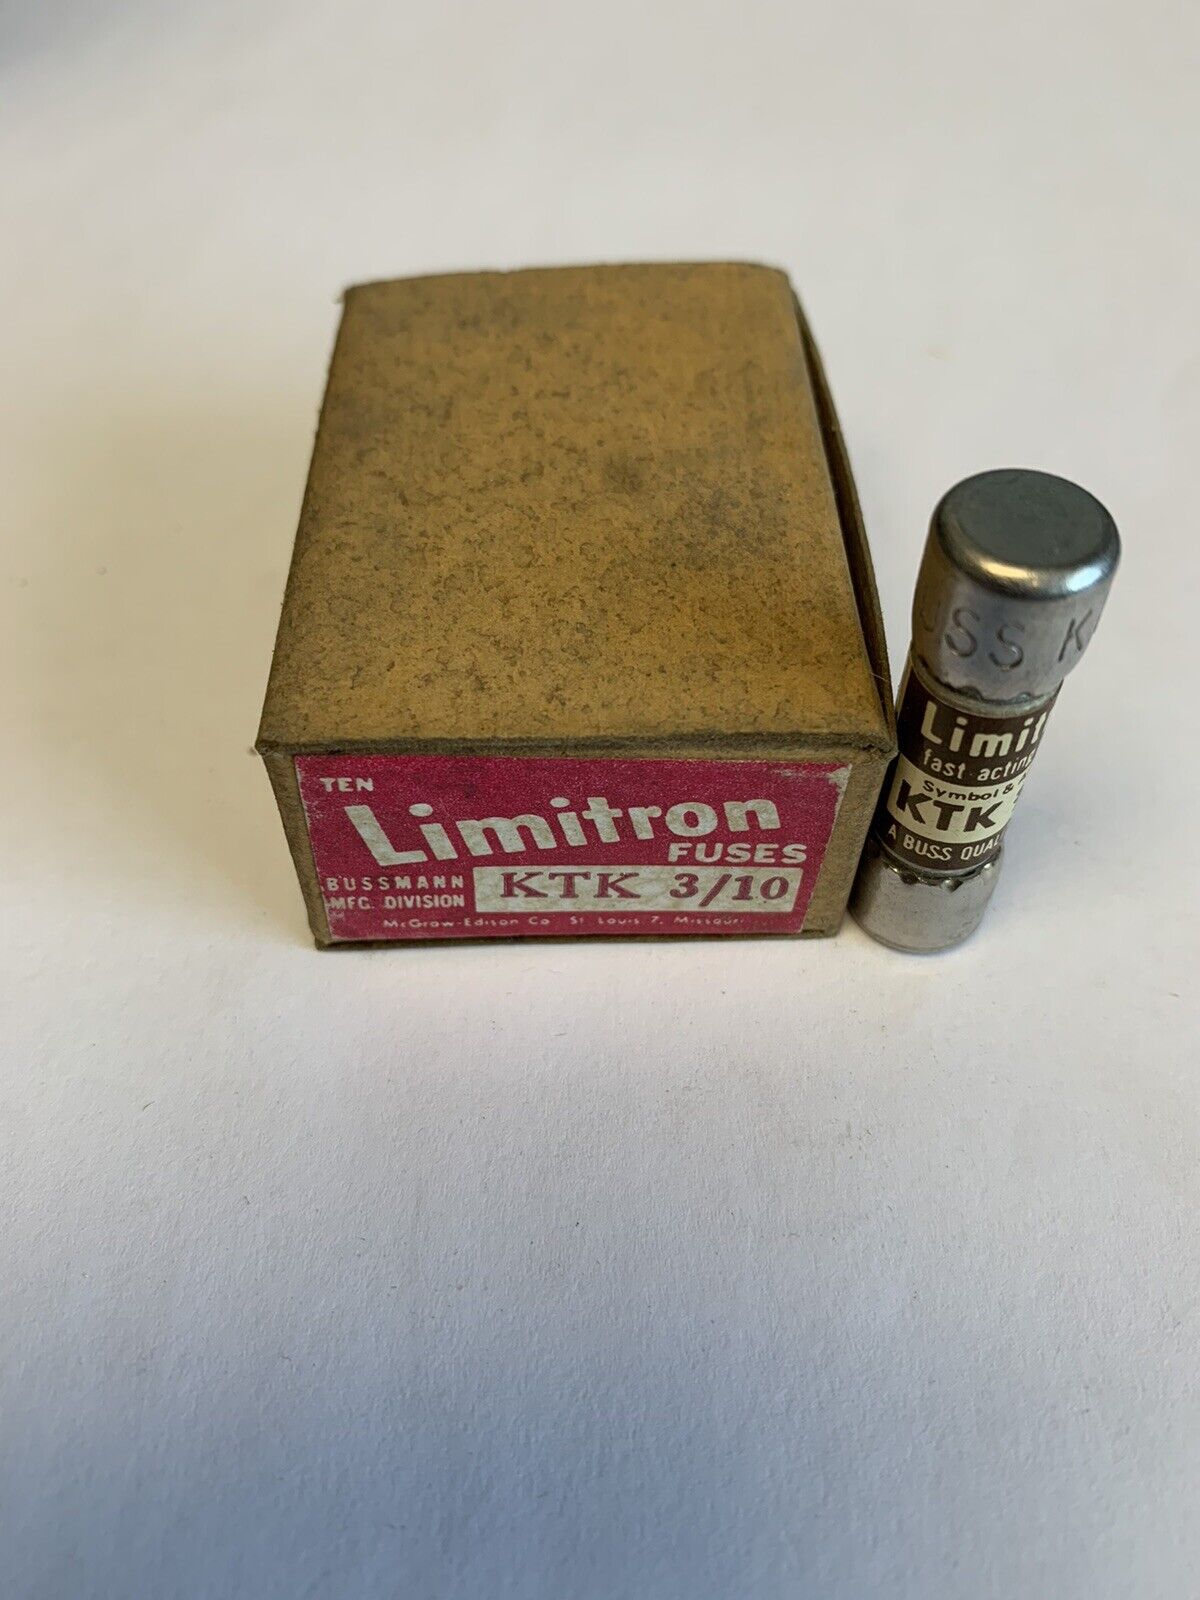 TEN
Limitron
FUSES
BUSSMANN
MFG. DIVISION
KTK 3/10
McGraw-Edison Co. St. Louis 7, Missouri
USS K
Limit
fast acting
Symbol &
KTK
A BUSS QUAL